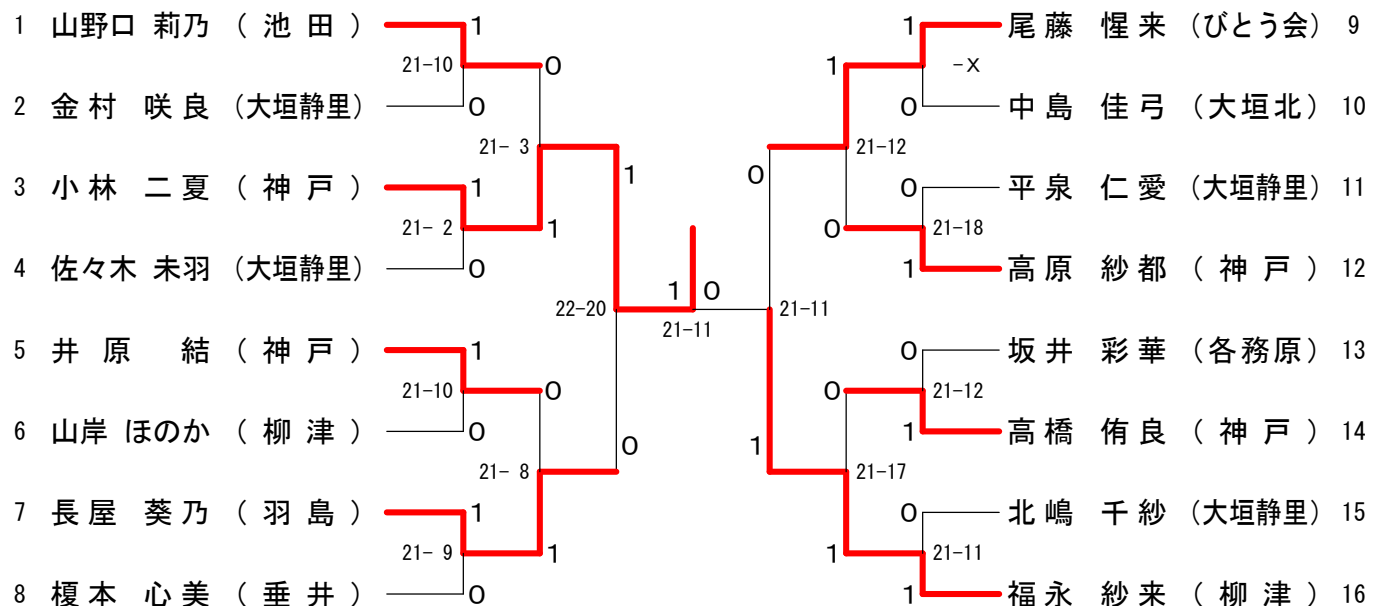 1 山野口 莉乃 ( 池 田 ) 1 1 尾 藤 惺 来 (びとう会) 9
21-10 0 1 -X
2 金 村 咲 良 (大垣静里) 0 0 中 島 佳 弓 (大垣北) 10
21- 3 21-12
3 小 林 二 夏 ( 神 戸 ) 1 1 0 0 平 泉 仁 愛 (大垣静里) 11
21- 2 1 0 21-18
4 佐々木 未羽 (大垣静里) 0 1 高 原 紗 都 ( 神 戸 ) 12
22-20 1 0 21-11
21-11
5 井 原 結 ( 神 戸 ) 1 0 坂 井 彩 華 (各務原) 13
21-10 0 0 21-12
6 山岸 ほのか ( 柳 津 ) 0 0 1 1 高 橋 侑 良 ( 神 戸 ) 14
21- 8 21-17
7 長 屋 葵 乃 ( 羽 島 ) 1 0 北 嶋 千 紗 (大垣静里) 15
21- 9 1 1 21-11
8 榎 本 心 美 ( 垂 井 ) 0 1 福 永 紗 来 ( 柳 津 ) 16